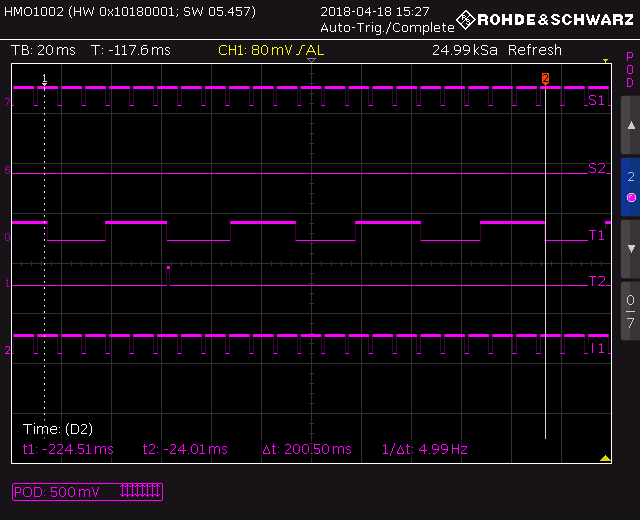 HMO1002 (HW 0x10180001; SW 05.457)
2018-04-18 15:27
Auto-Trig./Complete
ROHDE&SCHWARZ
TB: 20 ms T: -117.6 ms CH1: 80 mV / AL 24.99 kSa Refresh
POD
1
2
7
S1
6
S2
2
0
T1
1
T2
0
7
2
I1
Time: (D2)
t1: -224.51 ms t2: -24.01 ms Δt: 200.50 ms 1/Δt: 4.99 Hz
POD: 500 mV